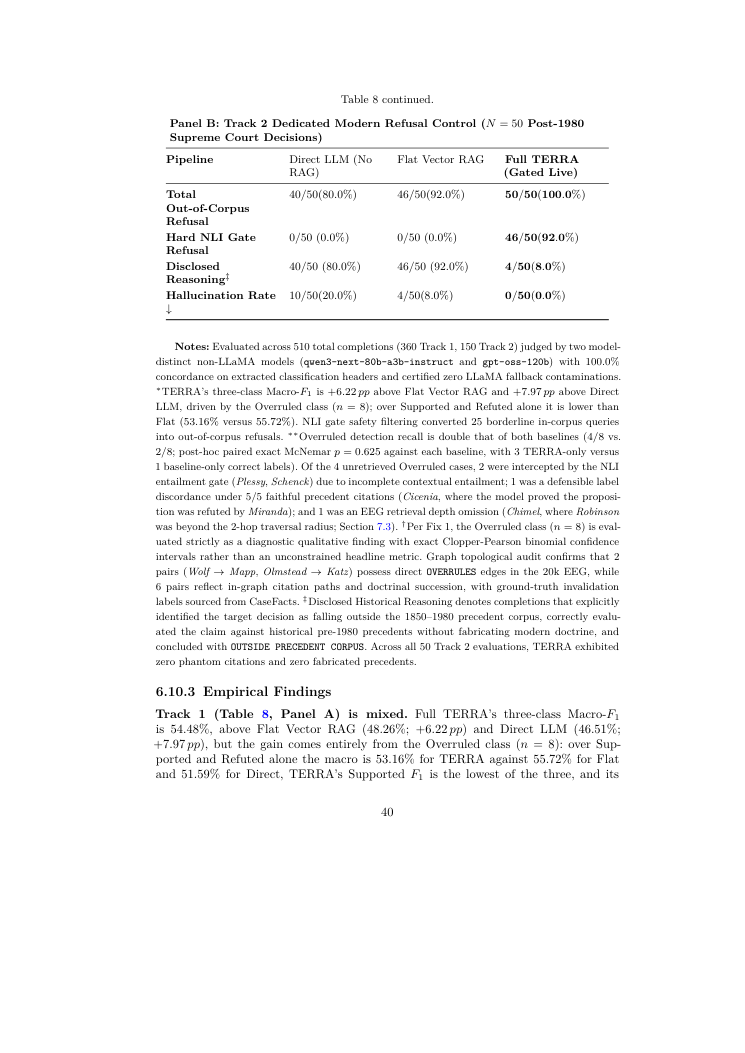 Table 8 continued.
Panel B: Track 2 Dedicated Modern Refusal Control (N = 50 Post-1980
Supreme Court Decisions)
Pipeline Direct LLM (No Flat Vector RAG Full TERRA
RAG) (Gated Live)
Total 40/50(80.0%) 46/50(92.0%) 50/50(100.0%)
Out-of-Corpus
Refusal
Hard NLI Gate 0/50 (0.0%) 0/50 (0.0%) 46/50(92.0%)
Refusal
Disclosed 40/50 (80.0%) 46/50 (92.0%) 4/50(8.0%)
Reasoning‡
Hallucination Rate 10/50(20.0%) 4/50(8.0%) 0/50(0.0%)
↓
Notes: Evaluated across 510 total completions (360 Track 1, 150 Track 2) judged by two model-
distinct non-LLaMA models (qwen3-next-80b-a3b-instruct and gpt-oss-120b) with 100.0%
concordance on extracted classification headers and certified zero LLaMA fallback contaminations.
*TERRA's three-class Macro-F1 is +6.22 pp above Flat Vector RAG and +7.97 pp above Direct
LLM, driven by the Overruled class (n = 8); over Supported and Refuted alone it is lower than
Flat (53.16% versus 55.72%). NLI gate safety filtering converted 25 borderline in-corpus queries
into out-of-corpus refusals. **Overruled detection recall is double that of both baselines (4/8 vs.
2/8; post-hoc paired exact McNemar p = 0.625 against each baseline, with 3 TERRA-only versus
1 baseline-only correct labels). Of the 4 unretrieved Overruled cases, 2 were intercepted by the NLI
entailment gate (Plessy, Schenck) due to incomplete contextual entailment; 1 was a defensible label
discordance under 5/5 faithful precedent citations (Cicenia, where the model proved the proposi-
tion was refuted by Miranda); and 1 was an EEG retrieval depth omission (Chimel, where Robinson
was beyond the 2-hop traversal radius; Section 7.3). †Per Fix 1, the Overruled class (n = 8) is eval-
uated strictly as a diagnostic qualitative finding with exact Clopper-Pearson binomial confidence
intervals rather than an unconstrained headline metric. Graph topological audit confirms that 2
pairs (Wolf → Mapp, Olmstead → Katz) possess direct OVERRULES edges in the 20k EEG, while
6 pairs reflect in-graph citation paths and doctrinal succession, with ground-truth invalidation
labels sourced from CaseFacts. ‡Disclosed Historical Reasoning denotes completions that explicitly
identified the target decision as falling outside the 1850–1980 precedent corpus, correctly evalu-
ated the claim against historical pre-1980 precedents without fabricating modern doctrine, and
concluded with OUTSIDE PRECEDENT CORPUS. Across all 50 Track 2 evaluations, TERRA exhibited
zero phantom citations and zero fabricated precedents.
6.10.3 Empirical Findings
Track 1 (Table 8, Panel A) is mixed. Full TERRA's three-class Macro-F1
is 54.48%, above Flat Vector RAG (48.26%; +6.22 pp) and Direct LLM (46.51%;
+7.97 pp), but the gain comes entirely from the Overruled class (n = 8): over Sup-
ported and Refuted alone the macro is 53.16% for TERRA against 55.72% for Flat
and 51.59% for Direct, TERRA's Supported F1 is the lowest of the three, and its
40